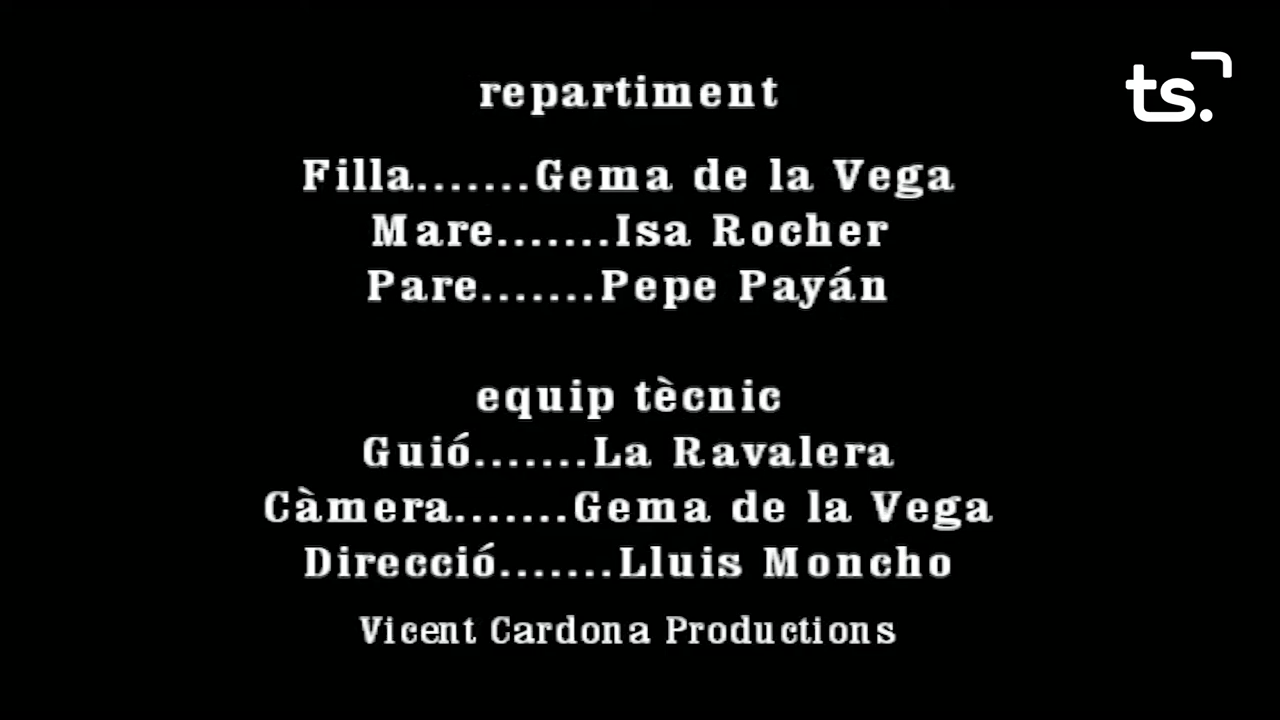 ts.
repartiment
Filla.......Gema de la Vega
Mare.......Isa Rocher
Pare.......Pepe Payán
equip tècnic
Guió.......La Ravalera
Càmera.......Gema de la Vega
Direcció.......Lluis Moncho
Vicent Cardona Productions